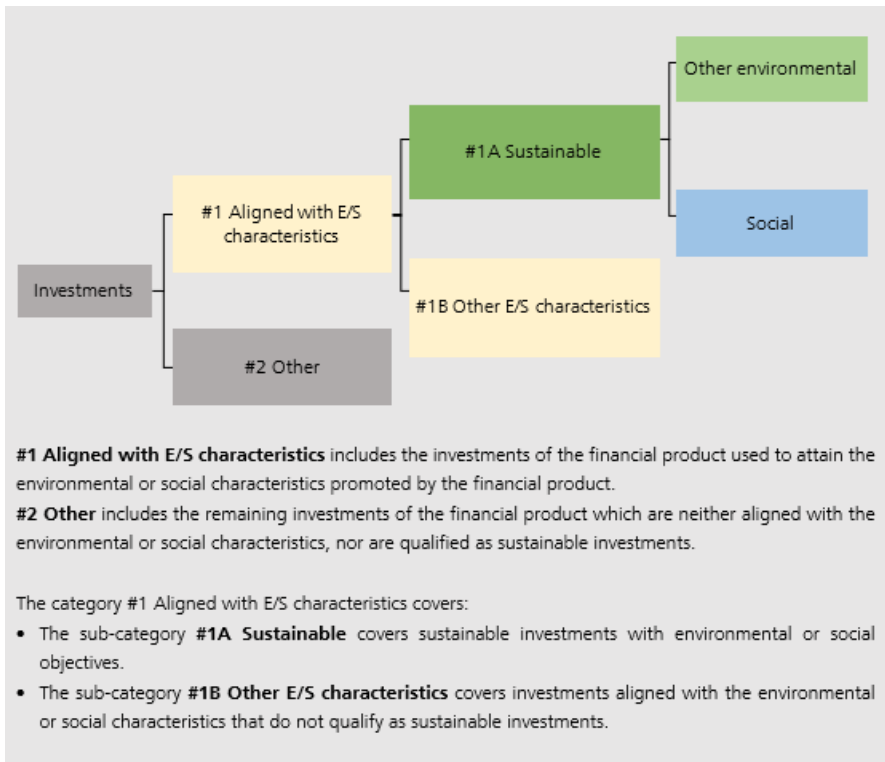 Other environmental
#1A Sustainable
#1 Aligned with E/S
characteristics
Social
Investments
#1B Other E/S characteristics
#2 Other
#1 Aligned with E/S characteristics includes the investments of the financial product used to attain the
environmental or social characteristics promoted by the financial product.
#2 Other includes the remaining investments of the financial product which are neither aligned with the
environmental or social characteristics, nor are qualified as sustainable investments.
The category #1 Aligned with E/S characteristics covers:
• The sub-category #1A Sustainable covers sustainable investments with environmental or social
objectives.
• The sub-category #1B Other E/S characteristics covers investments aligned with the environmental
or social characteristics that do not qualify as sustainable investments.